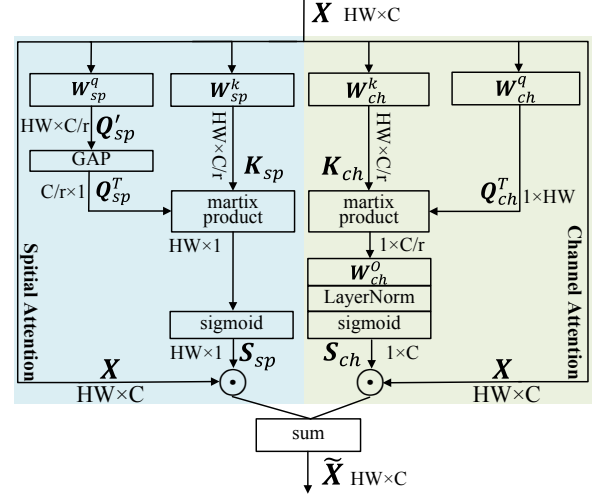 X HW×C
W^q_sp
W^k_sp
W^k_ch
W^q_ch
HW×C/r Q'_sp
HW×C/r
HW×C/r
GAP
K_sp
K_ch
C/r×1 Q^T_sp
Q^T_ch 1×HW
martix
product
martix
product
HW×1
1×C/r
W^O_ch
LayerNorm
sigmoid
sigmoid
Spitial Attention
Channel Attention
HW×1 S_sp
S_ch 1×C
X
HW×C
X
HW×C
sum
X̃ HW×C